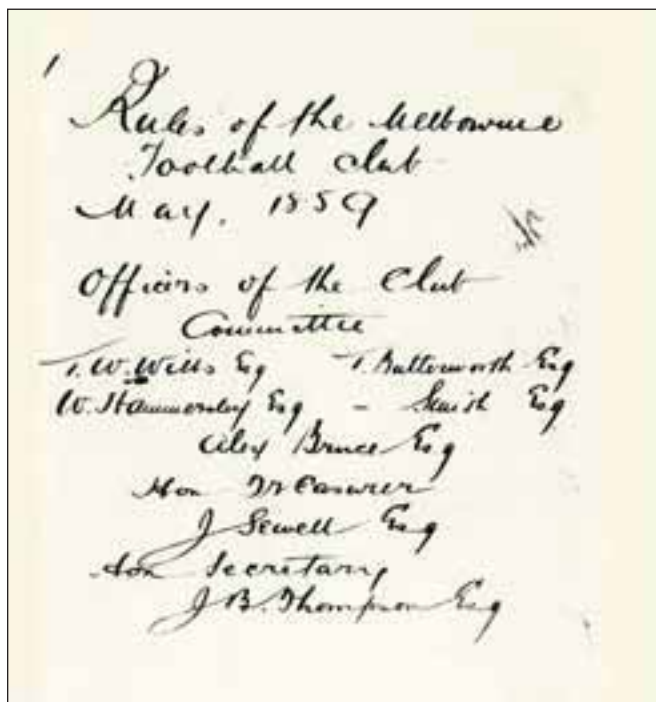 1
Rules of the Melbourne
Football Club
May. 1859
Officers of the Club
Committee
T. W. Wills Esq T. Butterworth Esq
W. Hammersley Esq - Smith Esq
Alex Bruce Esq
Hon Treasurer
J Sewell Esq
Hon Secretary
J B. Thompson Esq